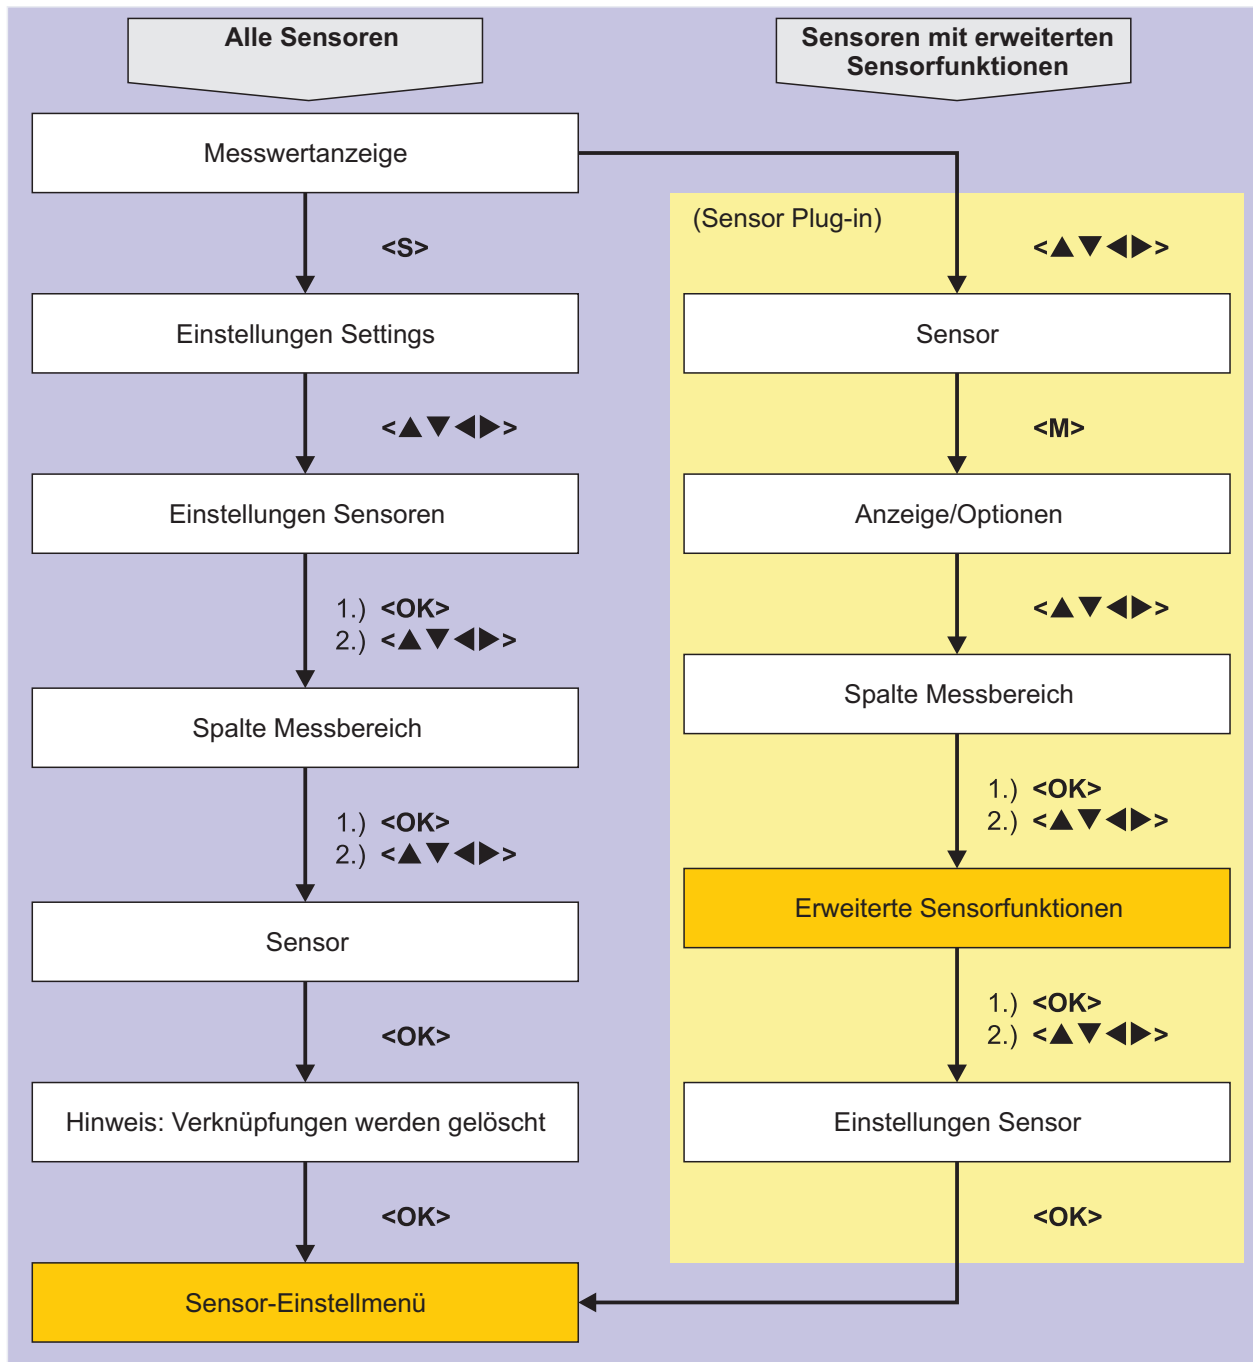 Alle Sensoren
Messwertanzeige
<S>
Einstellungen Settings
<▲▼◀▶>
Einstellungen Sensoren
1.) <OK>
2.) <▲▼◀▶>
Spalte Messbereich
1.) <OK>
2.) <▲▼◀▶>
Sensor
<OK>
Hinweis: Verknüpfungen werden gelöscht
<OK>
Sensor-Einstellmenü
Sensoren mit erweiterten
Sensorfunktionen
(Sensor Plug-in)
<▲▼◀▶>
Sensor
<M>
Anzeige/Optionen
<▲▼◀▶>
Spalte Messbereich
1.) <OK>
2.) <▲▼◀▶>
Erweiterte Sensorfunktionen
1.) <OK>
2.) <▲▼◀▶>
Einstellungen Sensor
<OK>